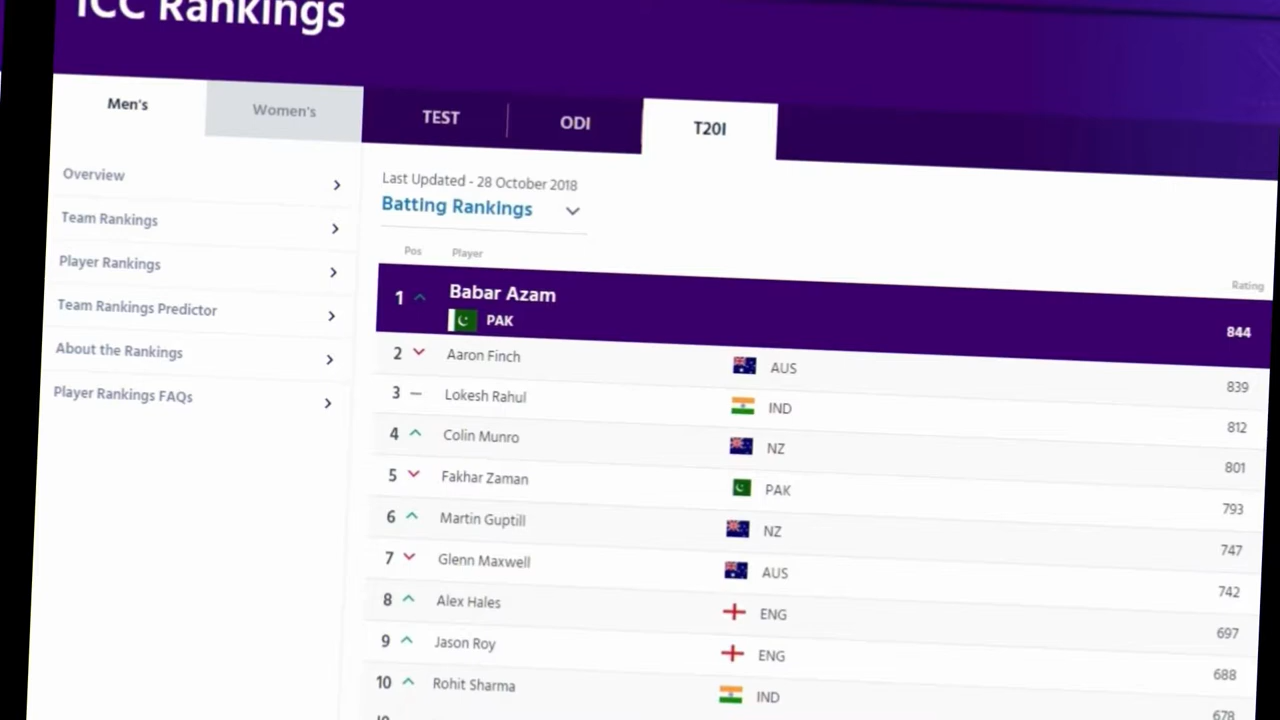 ICC Rankings
Men's
Women's
TEST
ODI
T20I
Overview
Team Rankings
Player Rankings
Team Rankings Predictor
About the Rankings
Player Rankings FAQs
Last Updated - 28 October 2018
Batting Rankings
Pos Player Rating
1 Babar Azam
PAK 844
2 Aaron Finch AUS 839
3 Lokesh Rahul IND 812
4 Colin Munro NZ 801
5 Fakhar Zaman PAK 793
6 Martin Guptill NZ 747
7 Glenn Maxwell AUS 742
8 Alex Hales ENG 697
9 Jason Roy ENG 688
10 Rohit Sharma IND 678